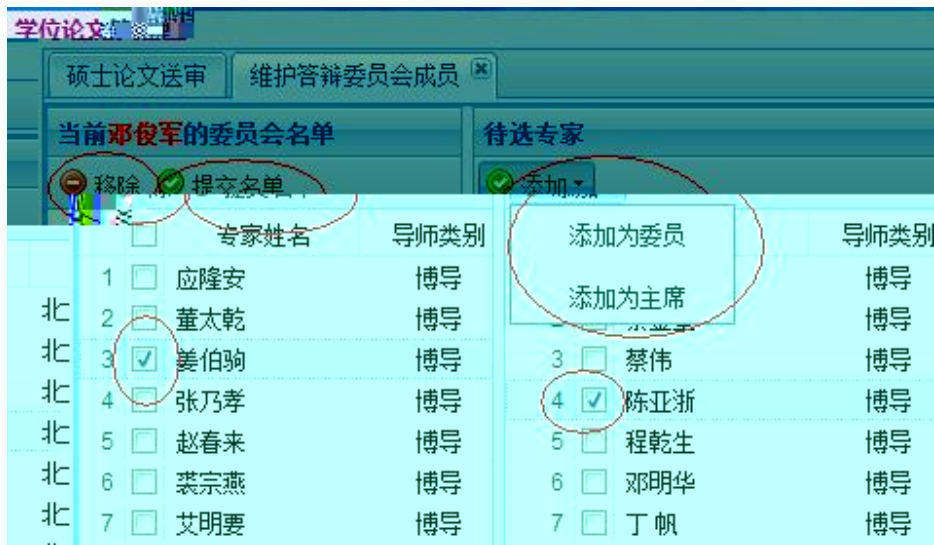 学位论文
硕士论文送审 维护答辩委员会成员
当前邓俊军的委员会名单 待选专家
移除 提交名单 添加
专家姓名 导师类别 添加为委员 导师类别
1 应隆安 博导 博导
添加为主席
北 2 董太乾 博导 博导
北 3 姜伯驹 博导 3 蔡伟 博导
北 4 张乃孝 博导 4 陈亚浙 博导
北 5 赵春来 博导 5 程乾生 博导
北 6 裘宗燕 博导 6 邓明华 博导
北 7 艾明要 博导 7 丁帆 博导